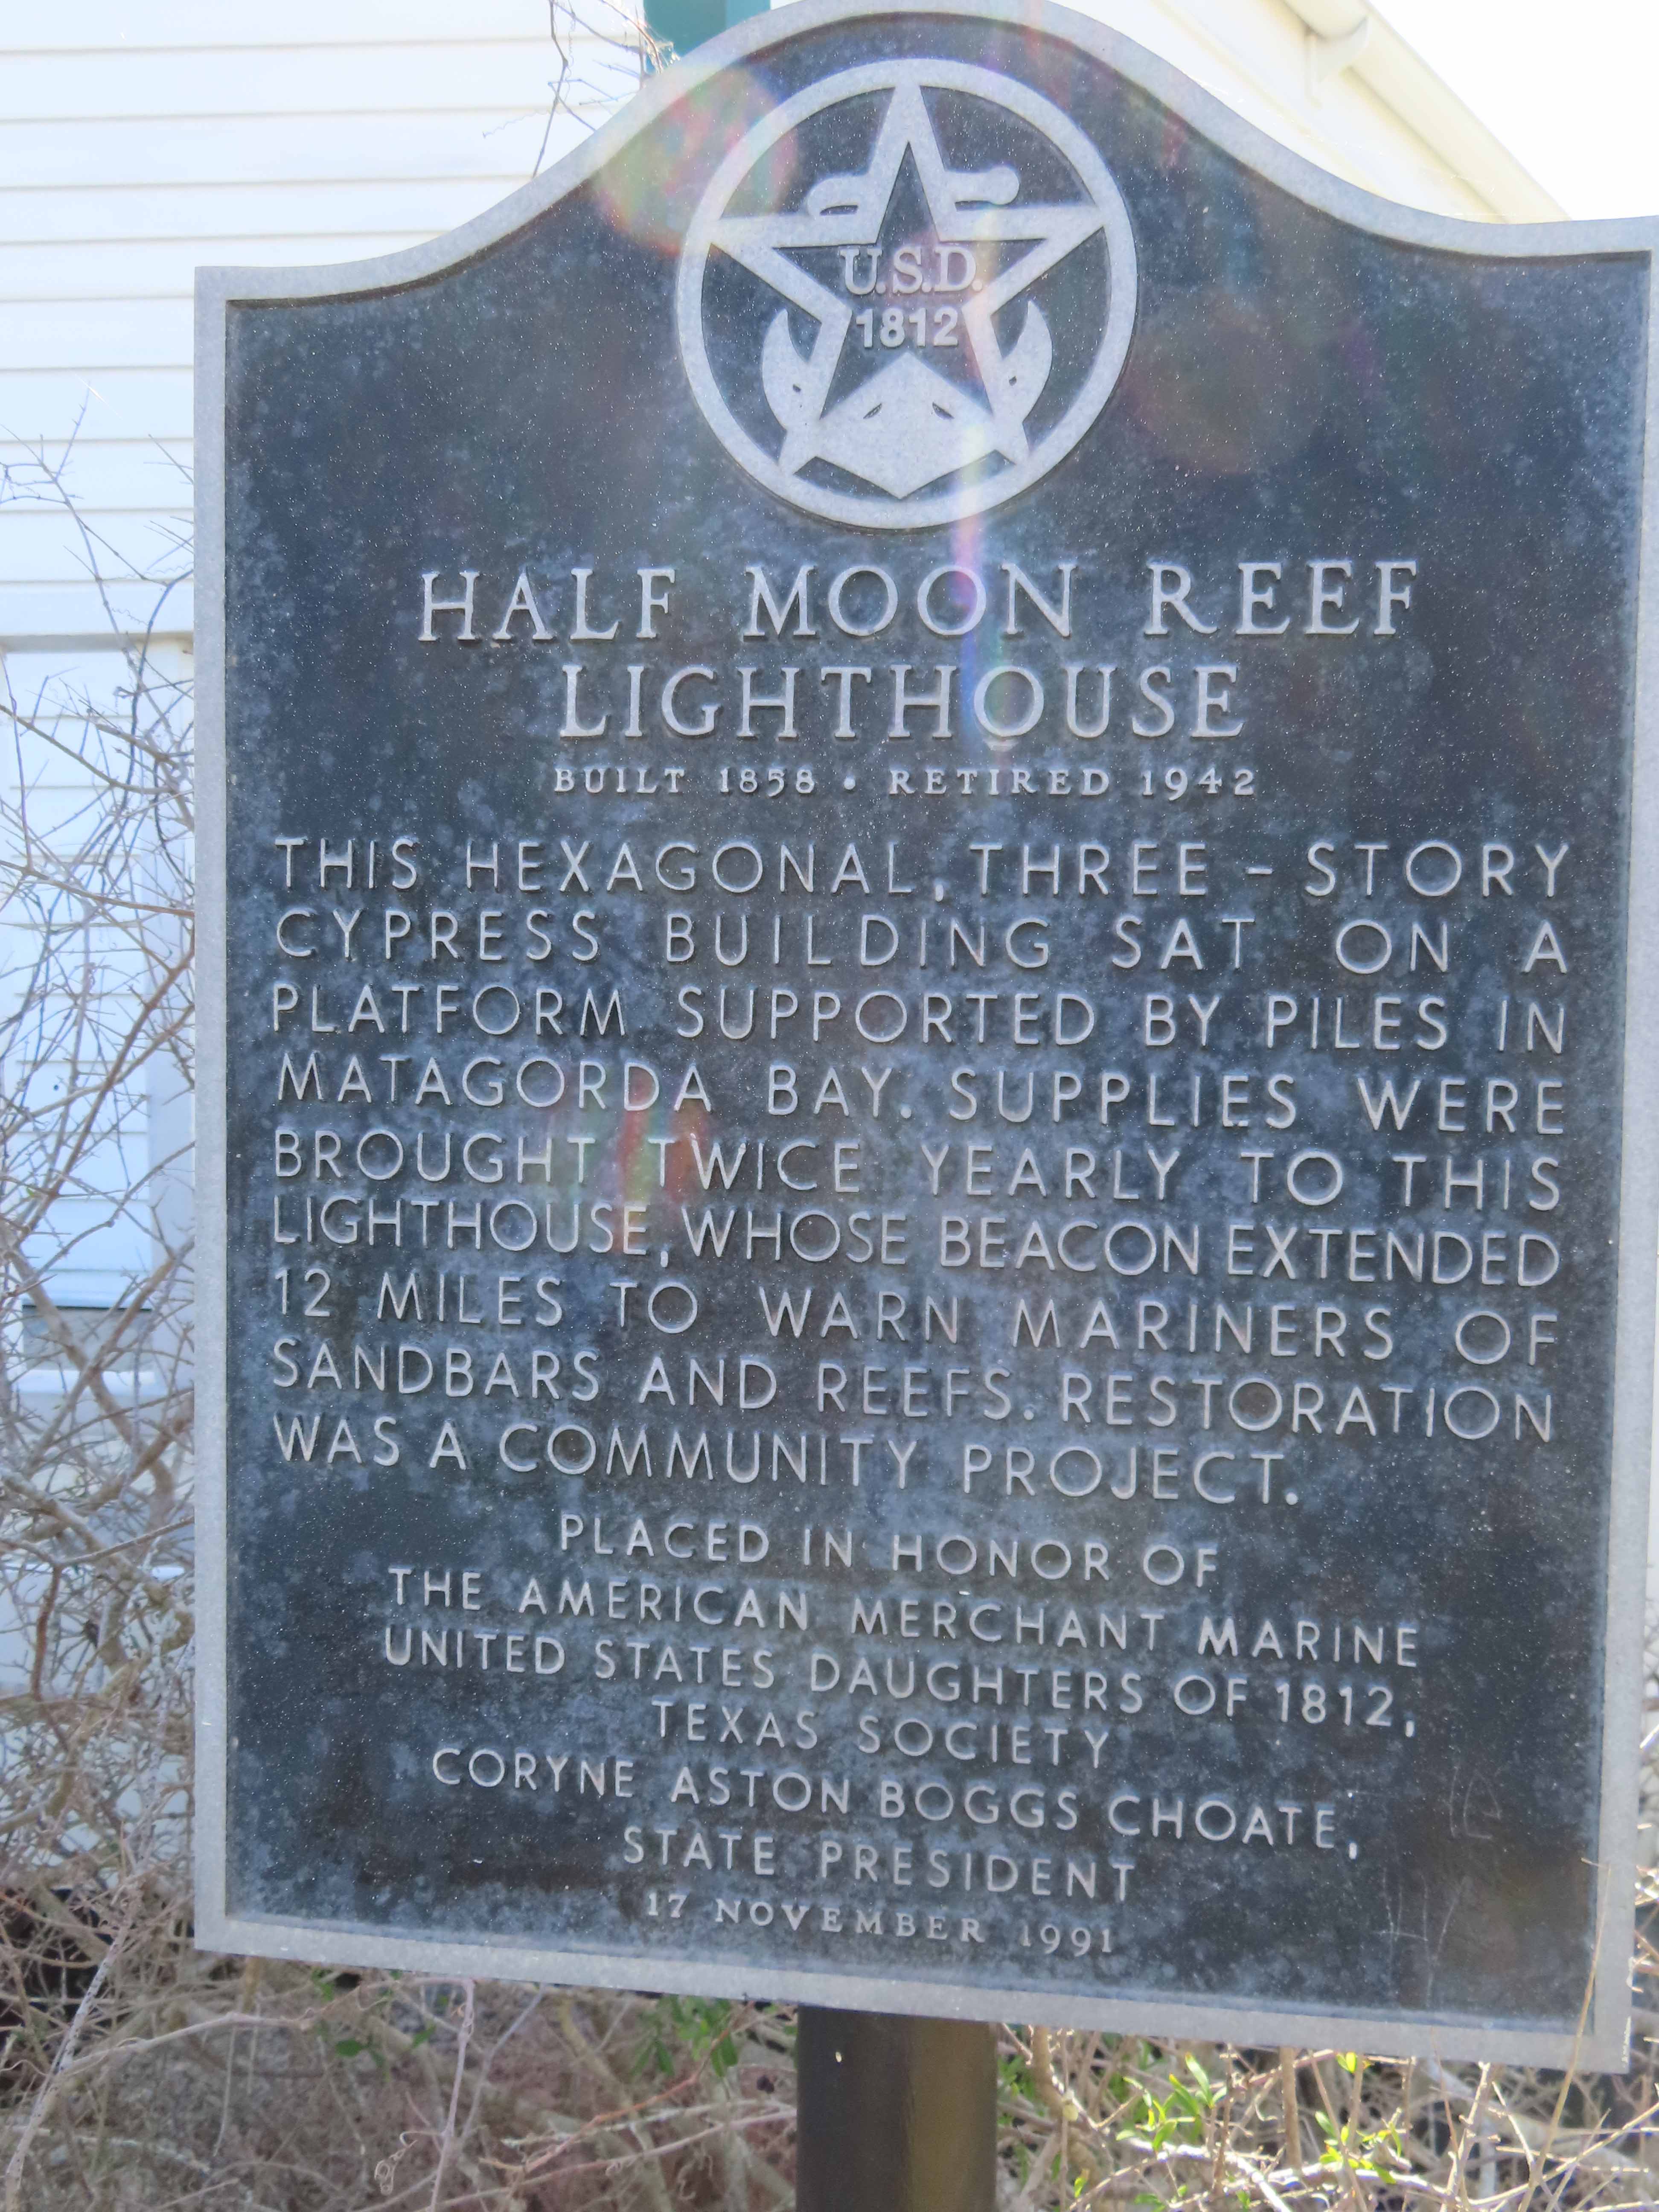 U.S.D.
1812
HALF MOON REEF
LIGHTHOUSE
BUILT 1858 • RETIRED 1942
THIS HEXAGONAL, THREE - STORY
CYPRESS BUILDING SAT ON A
PLATFORM SUPPORTED BY PILES IN
MATAGORDA BAY. SUPPLIES WERE
BROUGHT TWICE YEARLY TO THIS
LIGHTHOUSE, WHOSE BEACON EXTENDED
12 MILES TO WARN MARINERS OF
SANDBARS AND REEFS. RESTORATION
WAS A COMMUNITY PROJECT.
PLACED IN HONOR OF
THE AMERICAN MERCHANT MARINE
UNITED STATES DAUGHTERS OF 1812,
TEXAS SOCIETY
CORYNE ASTON BOGGS CHOATE,
STATE PRESIDENT
17 NOVEMBER 1991